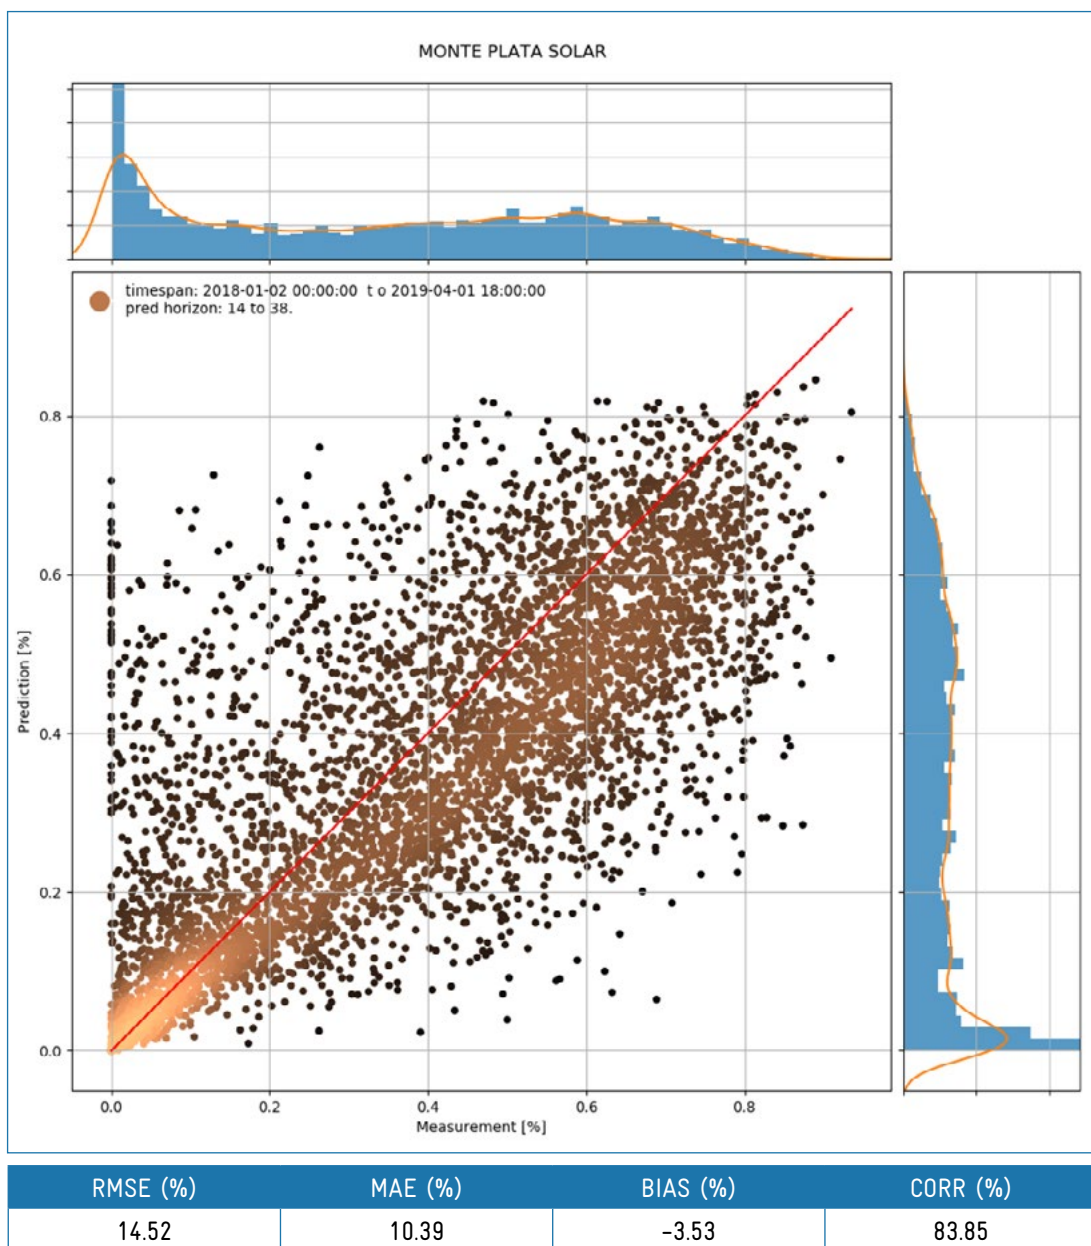 MONTE PLATA SOLAR
timespan: 2018-01-02 00:00:00 t o 2019-04-01 18:00:00
pred horizon: 14 to 38.
Prediction [%]
0.8
0.6
0.4
0.2
0.0
0.0 0.2 0.4 0.6 0.8
Measurement [%]
RMSE (%) MAE (%) BIAS (%) CORR (%)
14.52 10.39 -3.53 83.85